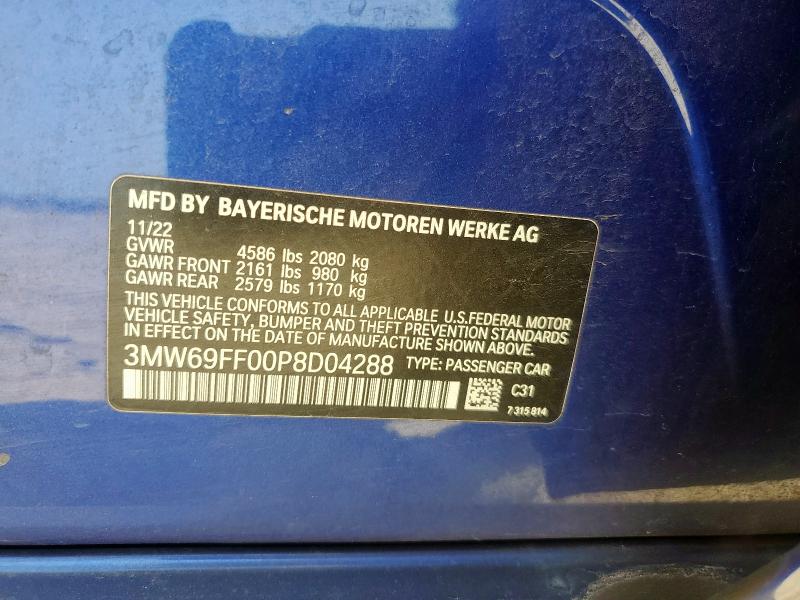 MFD BY BAYERISCHE MOTOREN WERKE AG
11/22
GVWR 4586 lbs 2080 kg
GAWR FRONT 2161 lbs 980 kg
GAWR REAR 2579 lbs 1170 kg
THIS VEHICLE CONFORMS TO ALL APPLICABLE U.S.FEDERAL MOTOR
VEHICLE SAFETY, BUMPER AND THEFT PREVENTION STANDARDS
IN EFFECT ON THE DATE OF MANUFACTURE SHOWN ABOVE.
3MW69FF00P8D04288 TYPE: PASSENGER CAR
C31
7 315 814